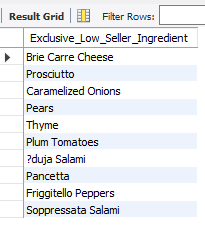 Result Grid Filter Rows:
Exclusive_Low_Seller_Ingredient
Brie Carre Cheese
Prosciutto
Caramelized Onions
Pears
Thyme
Plum Tomatoes
?duja Salami
Pancetta
Friggitello Peppers
Soppressata Salami